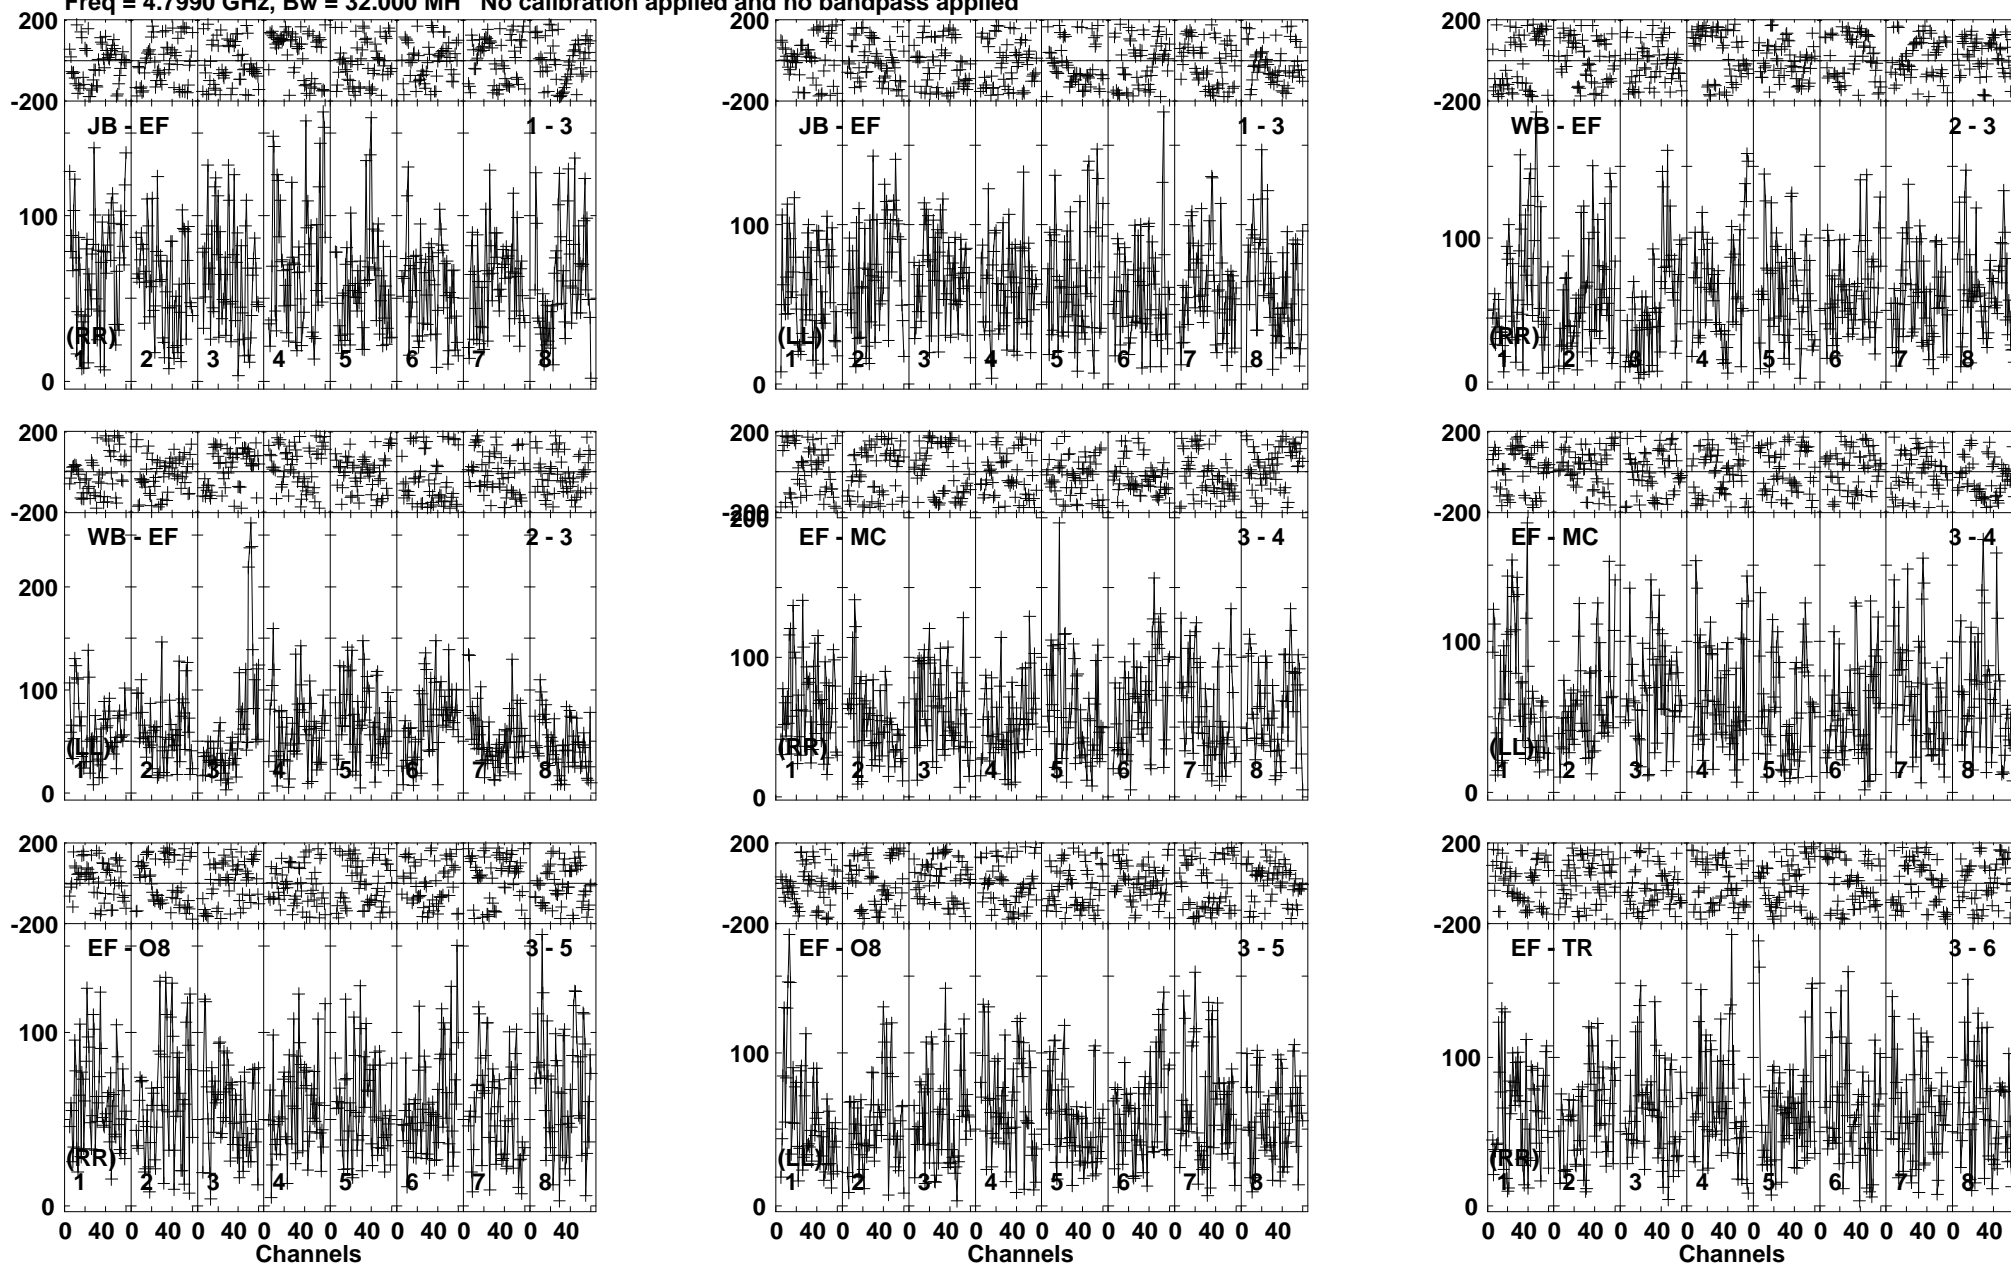 Freq = 4.7990 GHz, Bw = 32.000 MH No calibration applied and no bandpass applied
200 200 200
-200 -200 -200
JB - EF 1 - 3 JB - EF 1 - 3 WB - EF 2 - 3
100 100 100
(RR) (LL) (RR)
1 2 3 4 5 6 7 8 1 2 3 4 5 6 7 8 1 2 3 4 5 6 7 8
0 0 0
200 200 200
-200 -200 -200
200
WB - EF 2 - 3 EF - MC 3 - 4 EF - MC 3 - 4
200
100 100 100
(LL) (RR) (LL)
1 2 3 4 5 6 7 8 1 2 3 4 5 6 7 8 1 2 3 4 5 6 7 8
0 0 0
200 200 200
-200 -200 -200
EF - O8 3 - 5 EF - O8 3 - 5 EF - TR 3 - 6
100 100 100
(RR) (LL) (RR)
1 2 3 4 5 6 7 8 1 2 3 4 5 6 7 8 1 2 3 4 5 6 7 8
0 0 0
0 40 0 40 0 40 0 40 0 40 0 40 0 40 0 40 0 40 0 40 0 40 0 40 0 40 0 40 0 40 0 40 0 40 0 40 0 40 0 40 0 40 0 40 0 40 0 40
Channels Channels Channels